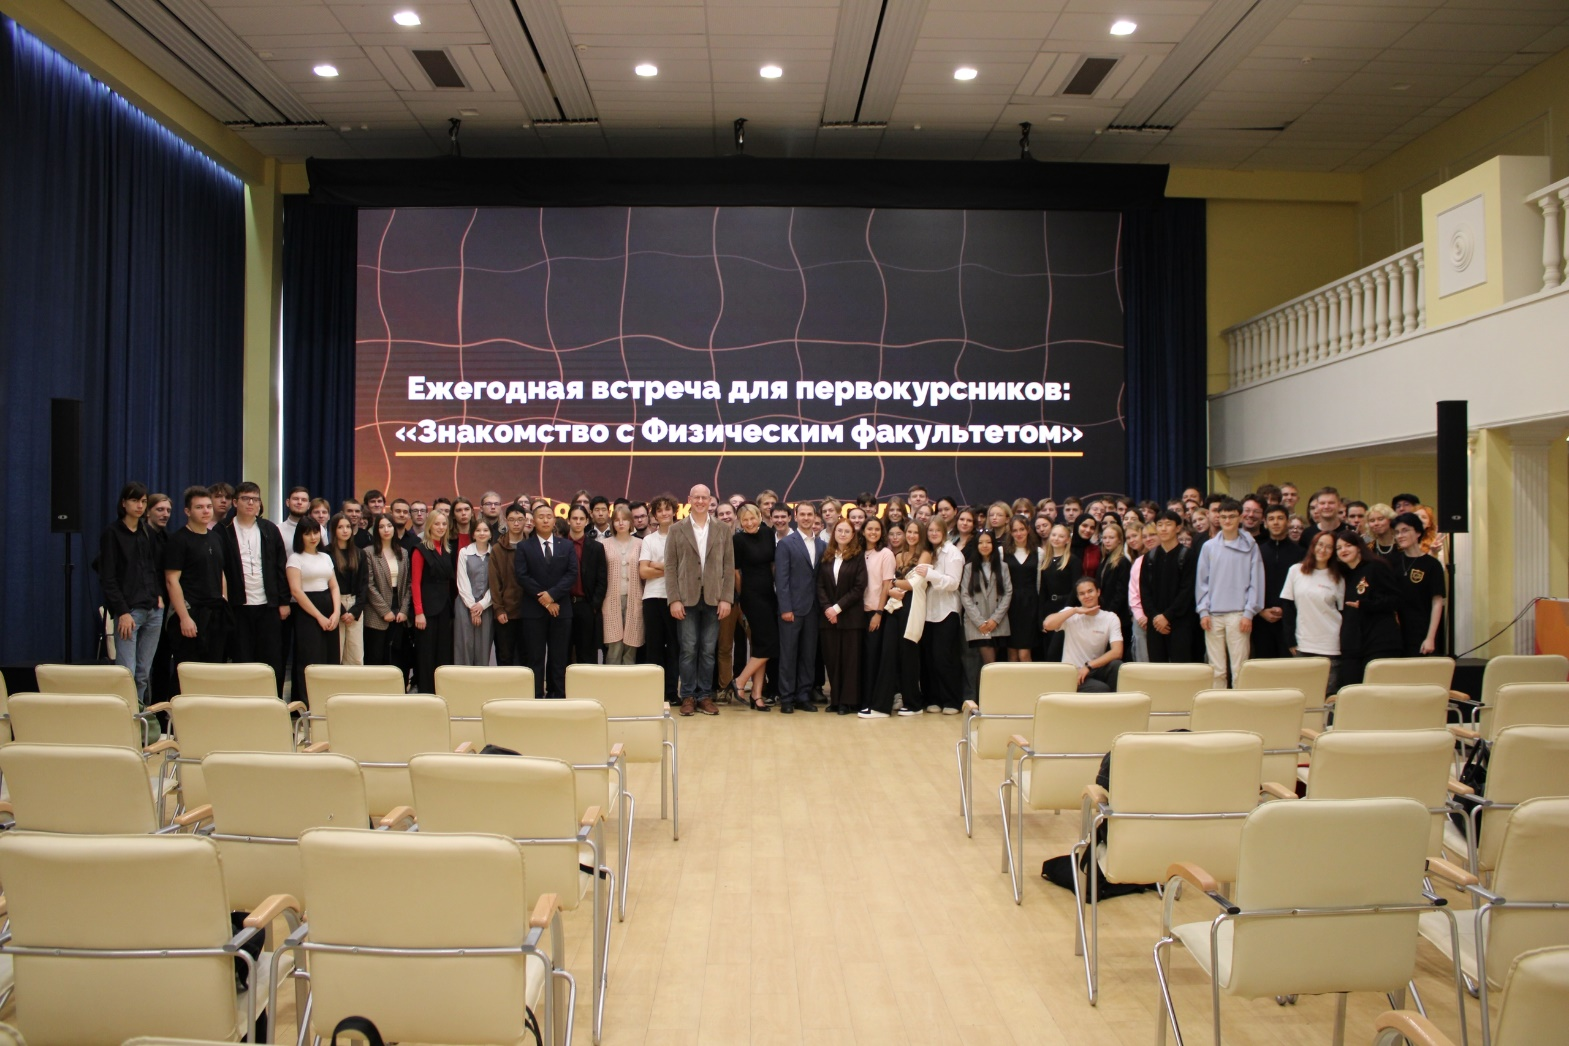 Ежегодная встреча для первокурсников:
«Знакомство с Физическим факультетом»